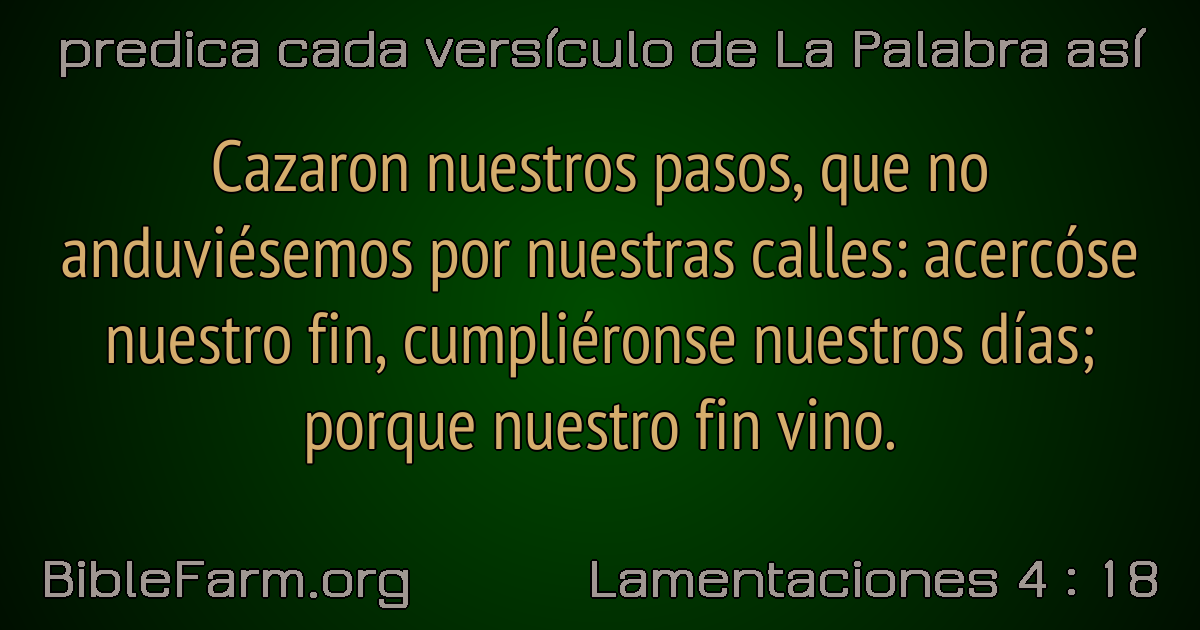 predica cada versículo de La Palabra así
Cazaron nuestros pasos, que no
anduviésemos por nuestras calles: acercóse
nuestro fin, cumpliéronse nuestros días;
porque nuestro fin vino.
BibleFarm.org
Lamentaciones 4 : 18